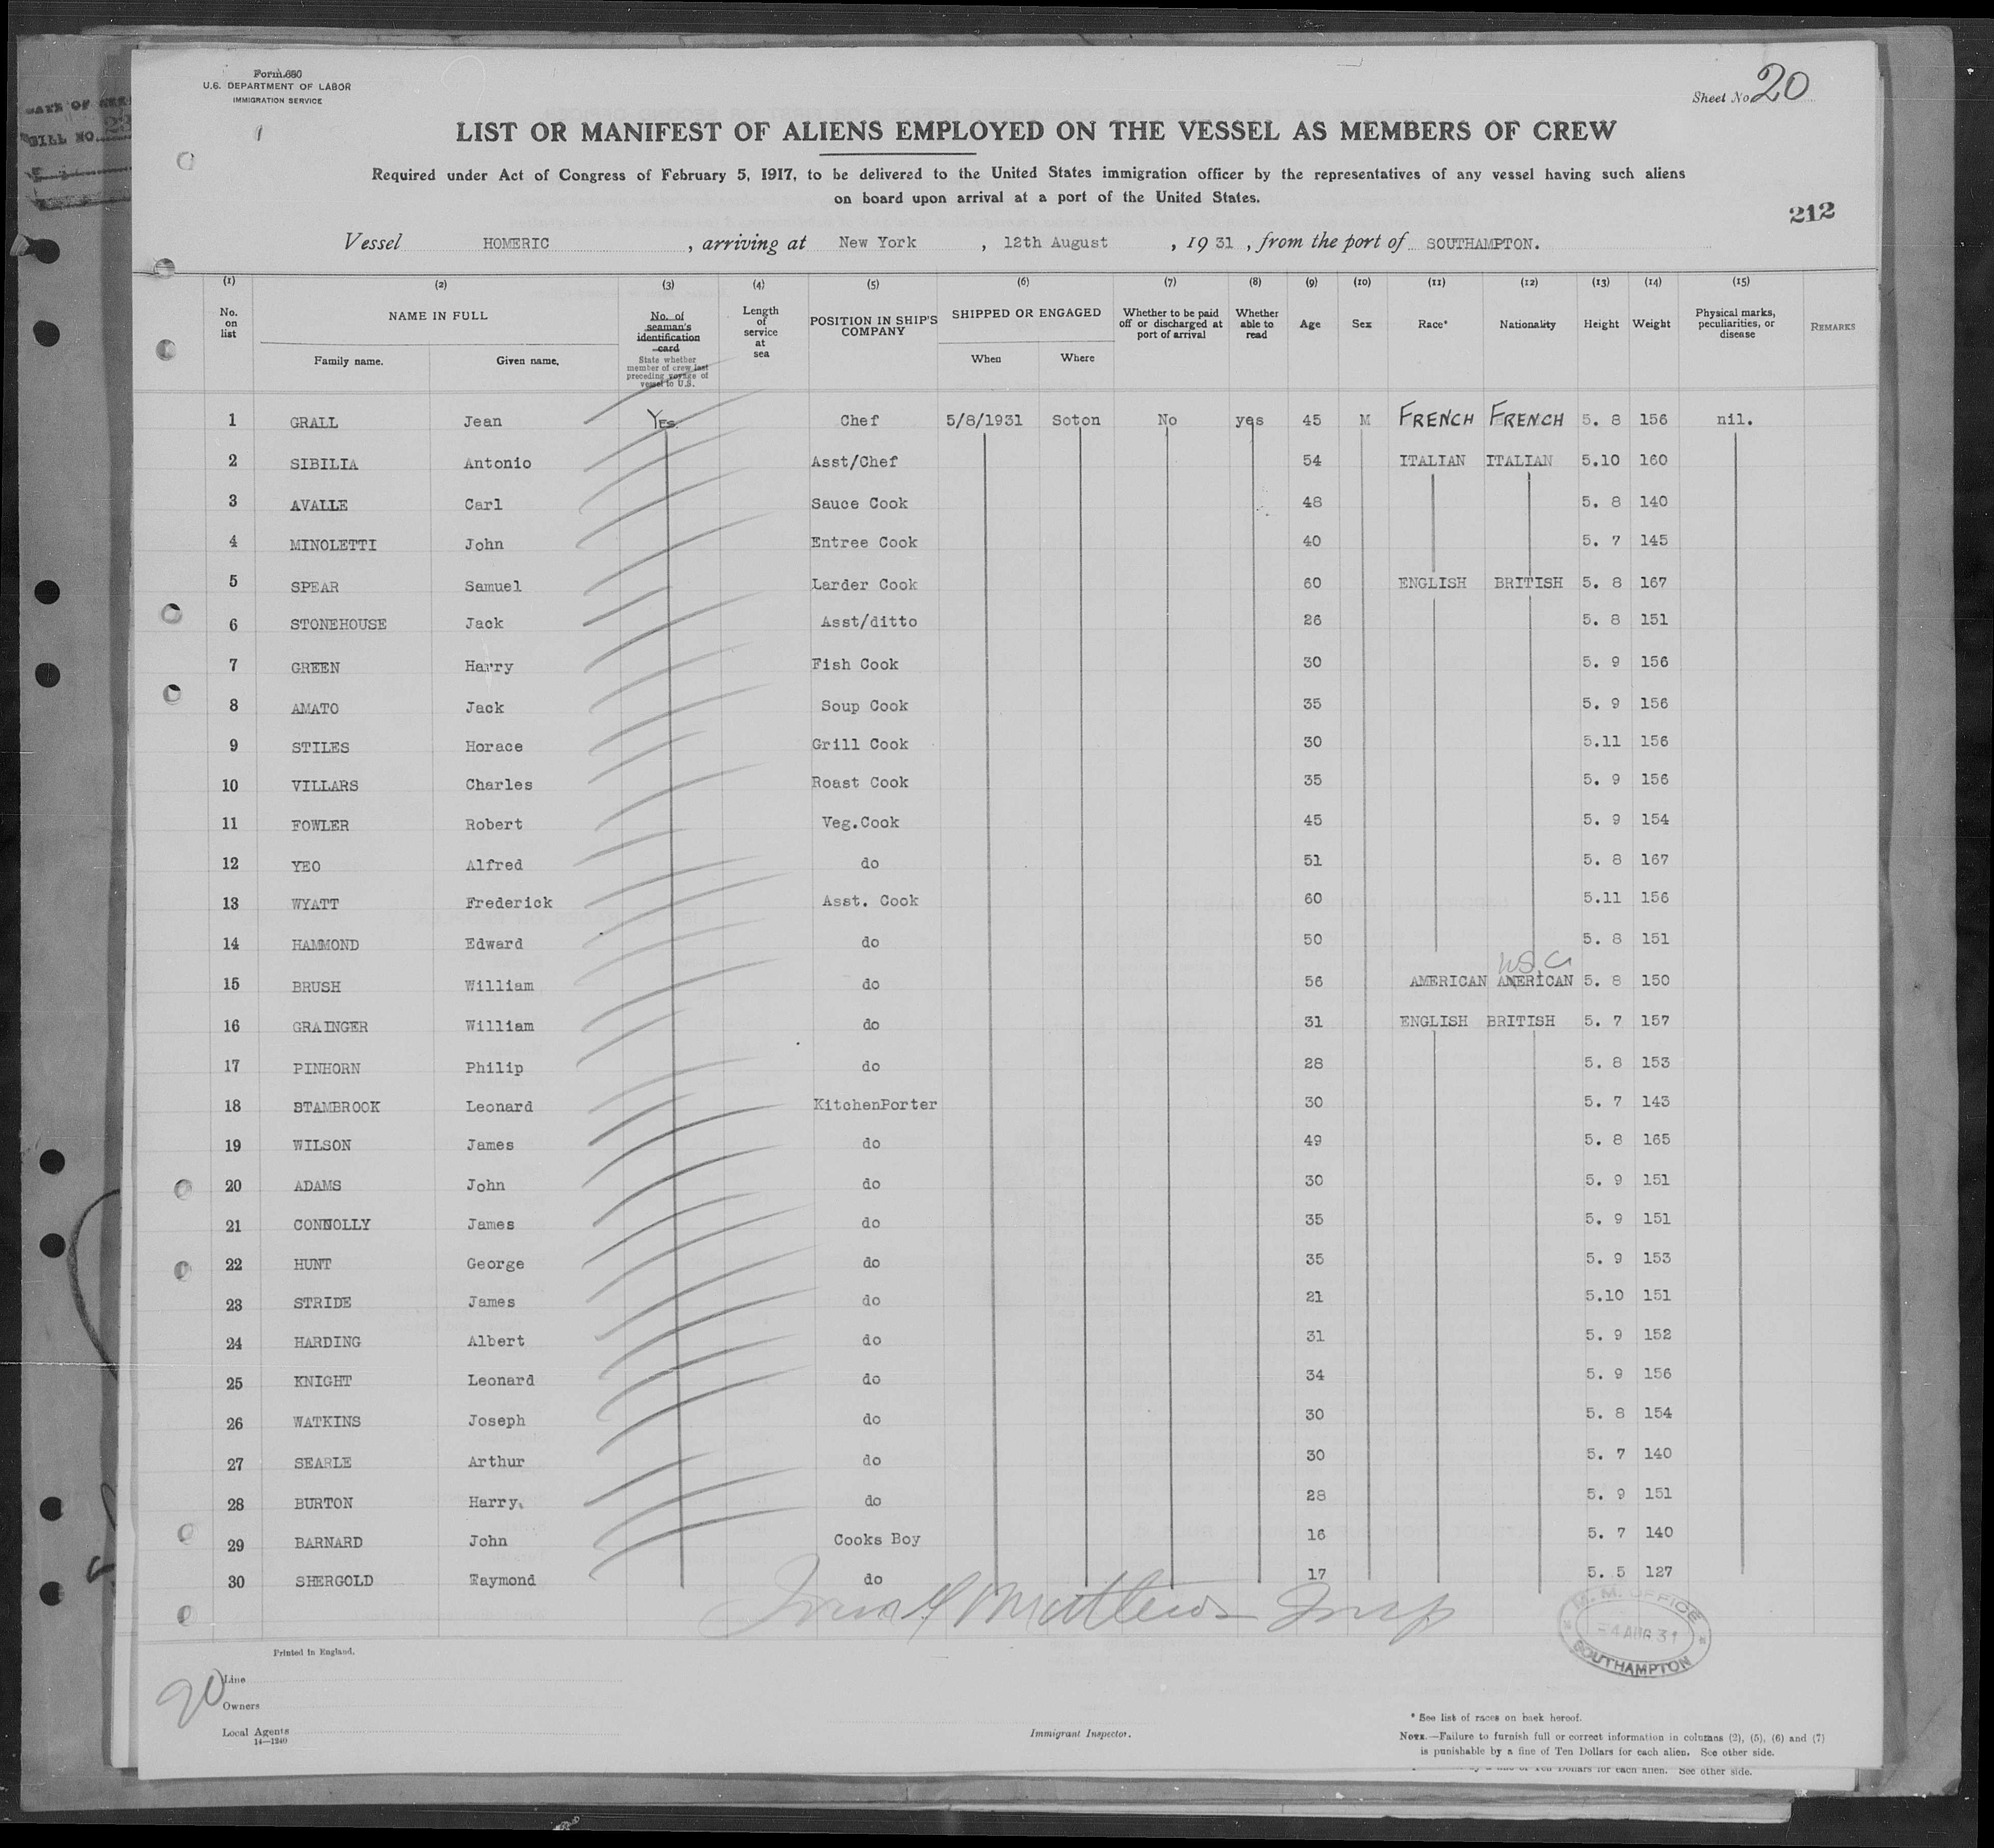 Form 680
U.S. DEPARTMENT OF LABOR
IMMIGRATION SERVICE
Sheet No. 20
BILL NO.
LIST OR MANIFEST OF ALIENS EMPLOYED ON THE VESSEL AS MEMBERS OF CREW
Required under Act of Congress of February 5, 1917, to be delivered to the United States immigration officer by the representatives of any vessel having such aliens
on board upon arrival at a port of the United States.
212
Vessel HOMERIC, arriving at New York, 12th August, 1931, from the port of SOUTHAMPTON.
(1) (2) (3) (4) (5) (6) (7) (8) (9) (10) (11) (12) (13) (14) (15)
No. on list NAME IN FULL Family name. Given name. No. of seaman's identification card State whether member of crew last preceding voyage of vessel to U.S. Length of service at sea POSITION IN SHIP'S COMPANY SHIPPED OR ENGAGED When Where Whether to be paid off or discharged at port of arrival Whether able to read Age Sex Race* Nationality Height Weight Physical marks, peculiarities, or disease REMARKS
1 GRALL Jean Yes Chef 5/8/1931 Soton No yes 45 M FRENCH FRENCH 5. 8 156 nil.
2 SIBILIA Antonio Asst/Chef 54 ITALIAN ITALIAN 5.10 160
3 AVALLE Carl Sauce Cook 48 5. 8 140
4 MINOLETTI John Entree Cook 40 5. 7 145
5 SPEAR Samuel Larder Cook 60 ENGLISH BRITISH 5. 8 167
6 STONEHOUSE Jack Asst/ditto 26 5. 8 151
7 GREEN Harry Fish Cook 30 5. 9 156
8 AMATO Jack Soup Cook 35 5. 9 156
9 STILES Horace Grill Cook 30 5.11 156
10 VILLARS Charles Roast Cook 35 5. 9 156
11 FOWLER Robert Veg.Cook 45 5. 9 154
12 YEO Alfred do 51 5. 8 167
13 WYATT Frederick Asst. Cook 60 5.11 156
14 HAMMOND Edward do 50 5. 8 151
15 BRUSH William do 56 AMERICAN AMERICAN 5. 8 150
16 GRAINGER William do 31 ENGLISH BRITISH 5. 7 157
17 PINHORN Philip do 28 5. 8 153
18 STAMBROOK Leonard KitchenPorter 30 5. 7 143
19 WILSON James do 49 5. 8 165
20 ADAMS John do 30 5. 9 151
21 CONNOLLY James do 35 5. 9 151
22 HUNT George do 35 5. 9 153
23 STRIDE James do 21 5.10 151
24 HARDING Albert do 31 5. 9 152
25 KNIGHT Leonard do 34 5. 9 156
26 WATKINS Joseph do 30 5. 8 154
27 SEARLE Arthur do 30 5. 7 140
28 BURTON Harry. do 28 5. 9 151
29 BARNARD John Cooks Boy 16 5. 7 140
30 SHERGOLD Raymond do 17 5. 5 127
M. OFFICE
-4 AUG 31
SOUTHAMPTON
Printed in England.
20
Line
Owners
Local Agents
14—1240
Immigrant Inspector.
* See list of races on back hereof.
NOTE.—Failure to furnish full or correct information in columns (2), (5), (6) and (7)
is punishable by a fine of Ten Dollars for each alien. See other side.
Ten Dollars for each alien. See other side.